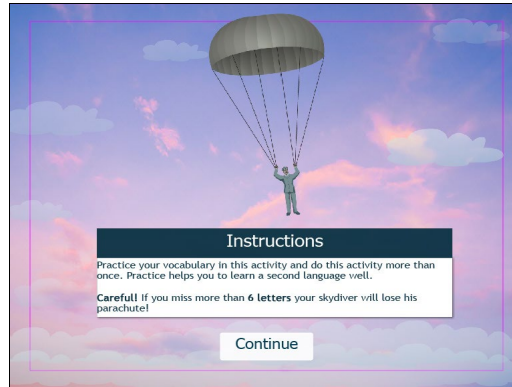 Instructions
Practice your vocabulary in this activity and do this activity more than
once. Practice helps you to learn a second language well.
Careful! If you miss more than 6 letters your skydiver will lose his
parachute!
Continue